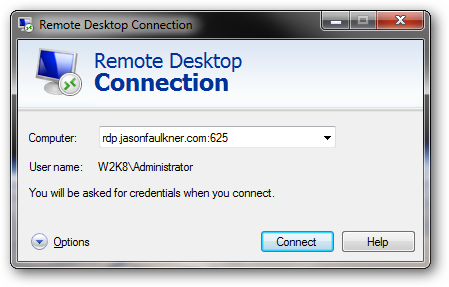 Remote Desktop Connection
Remote Desktop
Connection
Computer: rdp.jasonfaulkner.com:625
User name: W2K8\Administrator
You will be asked for credentials when you connect.
Options Connect Help